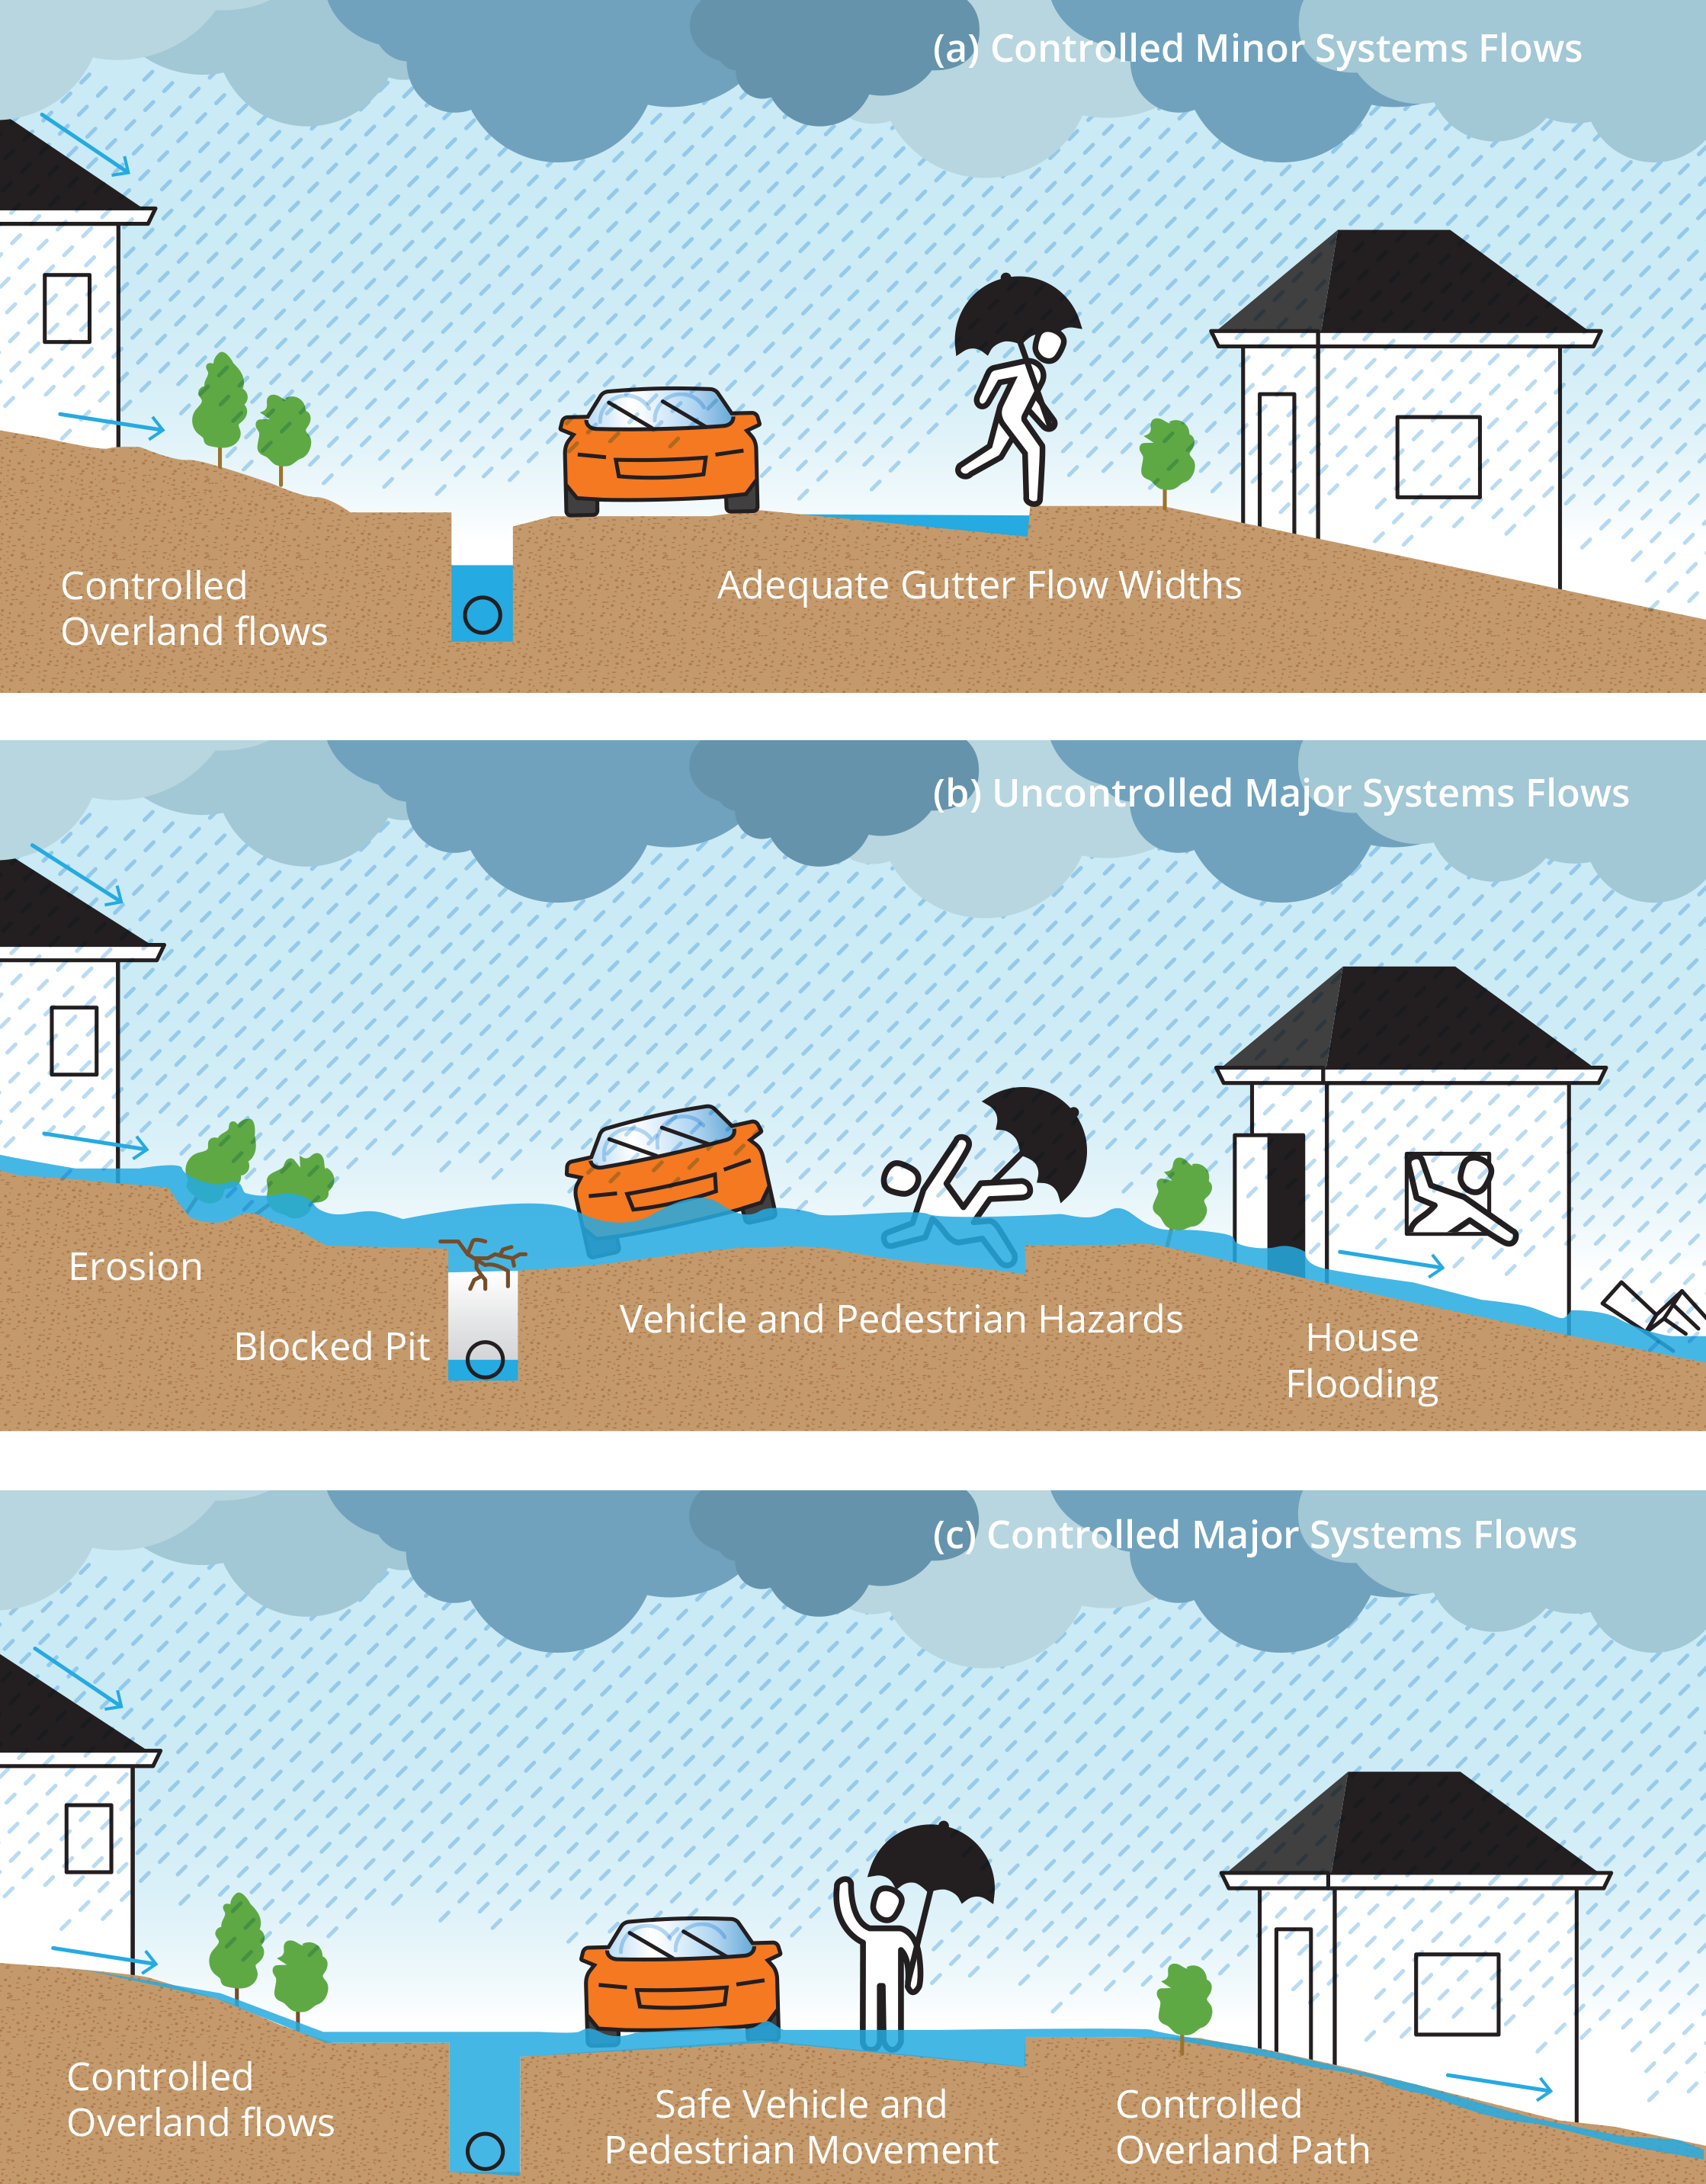 (a) Controlled Minor Systems Flows
Controlled
Overland flows
Adequate Gutter Flow Widths
(b) Uncontrolled Major Systems Flows
Erosion
Blocked Pit
Vehicle and Pedestrian Hazards
House
Flooding
(c) Controlled Major Systems Flows
Controlled
Overland flows
Safe Vehicle and
Pedestrian Movement
Controlled
Overland Path